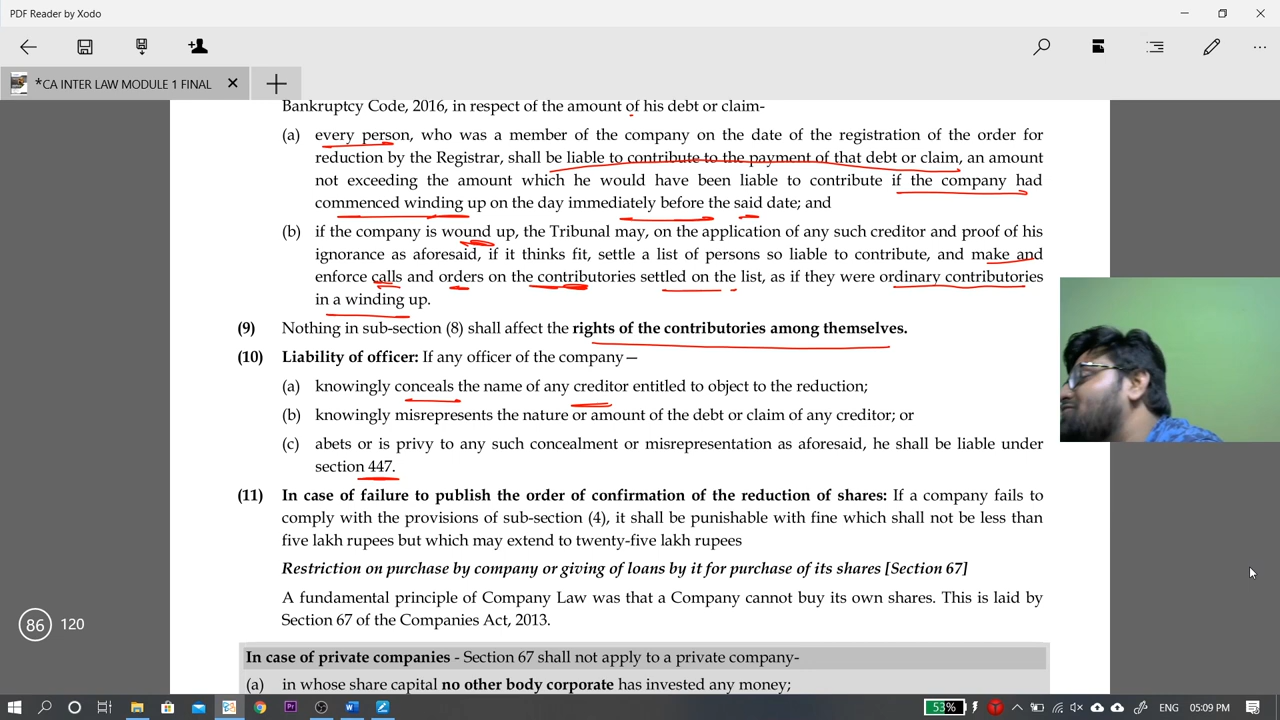 PDF Reader by Xodo
*CA INTER LAW MODULE 1 FINAL
Bankruptcy Code, 2016, in respect of the amount of his debt or claim-
(a) every person, who was a member of the company on the date of the registration of the order for
reduction by the Registrar, shall be liable to contribute to the payment of that debt or claim, an amount
not exceeding the amount which he would have been liable to contribute if the company had
commenced winding up on the day immediately before the said date; and
(b) if the company is wound up, the Tribunal may, on the application of any such creditor and proof of his
ignorance as aforesaid, if it thinks fit, settle a list of persons so liable to contribute, and make and
enforce calls and orders on the contributories settled on the list, as if they were ordinary contributories
in a winding up.
(9) Nothing in sub-section (8) shall affect the rights of the contributories among themselves.
(10) Liability of officer: If any officer of the company—
(a) knowingly conceals the name of any creditor entitled to object to the reduction;
(b) knowingly misrepresents the nature or amount of the debt or claim of any creditor; or
(c) abets or is privy to any such concealment or misrepresentation as aforesaid, he shall be liable under
section 447.
(11) In case of failure to publish the order of confirmation of the reduction of shares: If a company fails to
comply with the provisions of sub-section (4), it shall be punishable with fine which shall not be less than
five lakh rupees but which may extend to twenty-five lakh rupees
Restriction on purchase by company or giving of loans by it for purchase of its shares [Section 67]
A fundamental principle of Company Law was that a Company cannot buy its own shares. This is laid by
Section 67 of the Companies Act, 2013.
86 120
In case of private companies - Section 67 shall not apply to a private company-
(a) in whose share capital no other body corporate has invested any money;
53% ENG 05:09 PM